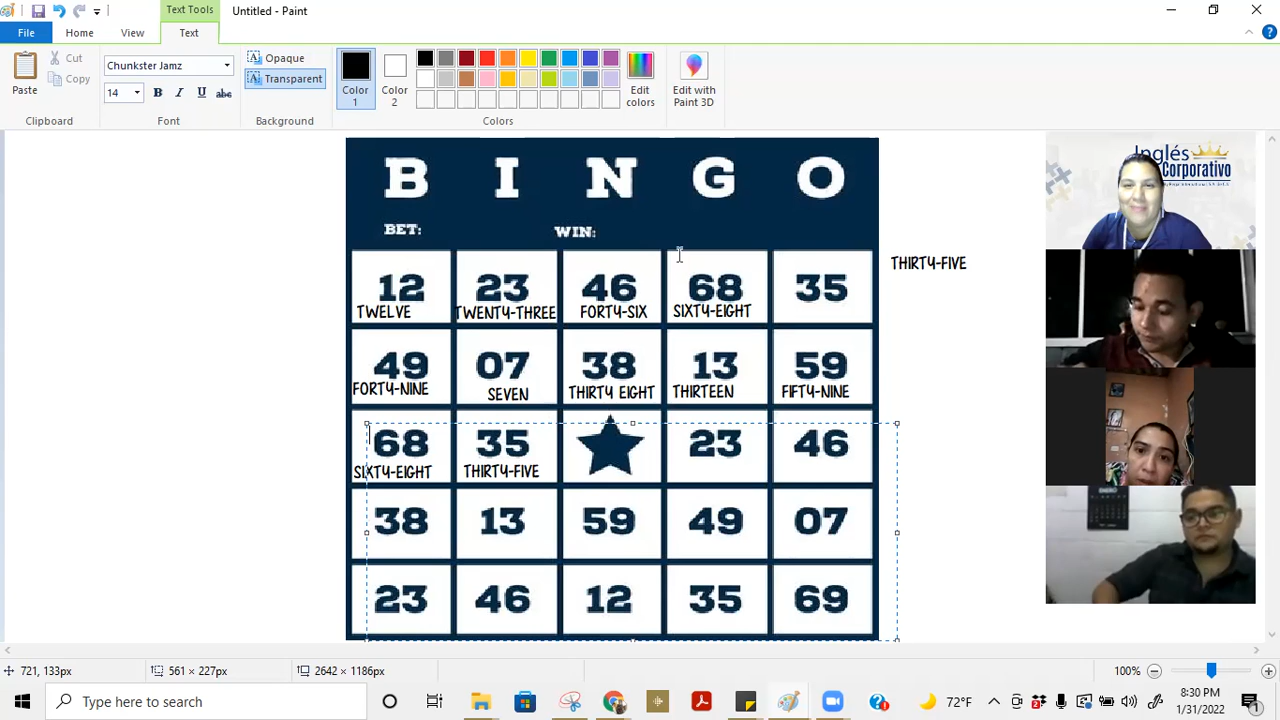 Text Tools
Untitled - Paint
File
Home
View
Text
Paste
Cut
Copy
Clipboard
Chunkster Jamz
14
B I U abc
Font
Opaque
Transparent
Background
Color 1
Color 2
Edit colors
Colors
Edit with Paint 3D
B I N G O
BET:
WIN:
12 23 46 68 35
TWELVE TWENTY-THREE FORTY-SIX SIXTY-EIGHT
THIRTY-FIVE
49 07 38 13 59
FORTY-NINE SEVEN THIRTY EIGHT THIRTEEN FIFTY-NINE
68 35 23 46
SIXTY-EIGHT THIRTY-FIVE
38 13 59 49 07
23 46 12 35 69
Inglés
Corporativo
721, 133px
561 × 227px
2642 × 1186px
100%
Type here to search
72°F
8:30 PM
1/31/2022